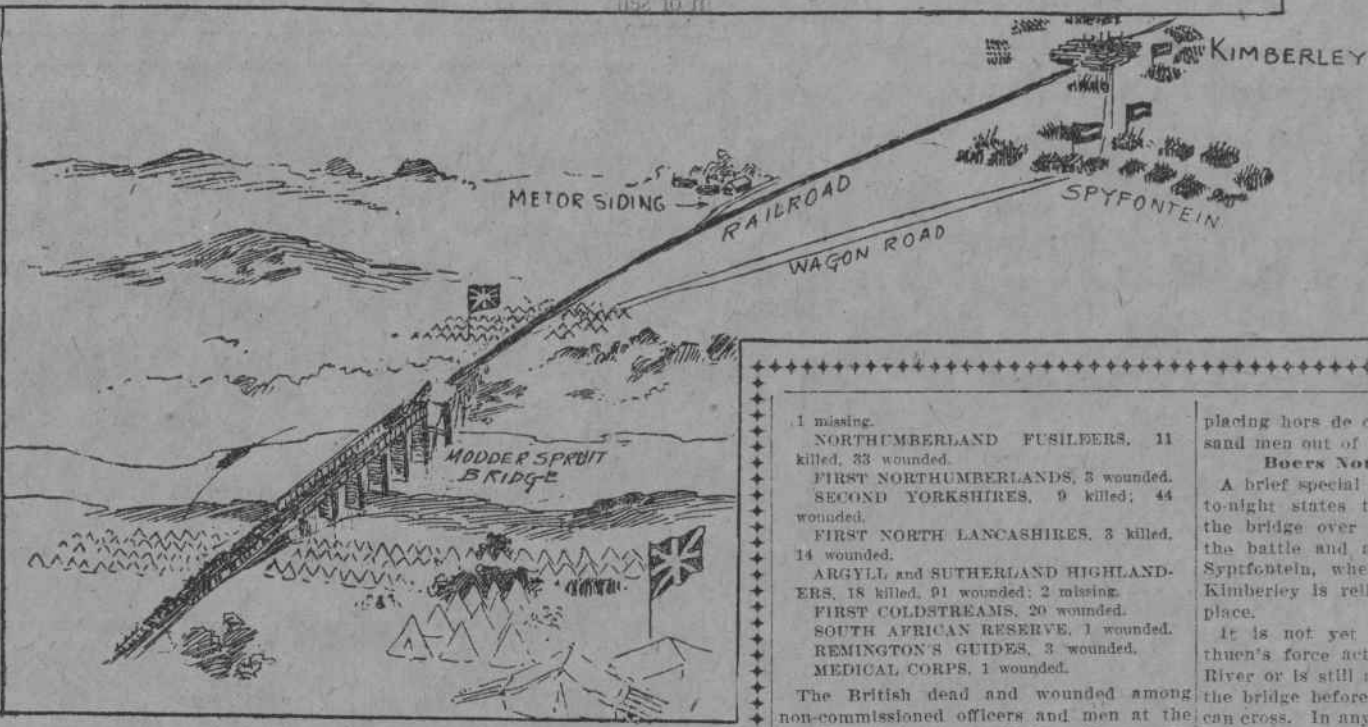 KIMBERLEY
METOR SIDING
RAILROAD
SPYFONTEIN
WAGON ROAD
MODDER SPRUIT
BRIDGE
1 missing.
NORTHUMBERLAND FUSILEERS, 11
killed, 33 wounded.
FIRST NORTHUMBERLANDS, 3 wounded.
SECOND YORKSHIRES, 9 killed; 44
wounded.
FIRST NORTH LANCASHIRES, 3 killed,
14 wounded.
ARGYLL and SUTHERLAND HIGHLAND-
ERS, 18 killed, 91 wounded; 2 missing.
FIRST COLDSTREAMS, 20 wounded.
SOUTH AFRICAN RESERVE, 1 wounded.
REMINGTON'S GUIDES, 3 wounded.
MEDICAL CORPS, 1 wounded.
The British dead and wounded among
non-commissioned officers and men at the
placing hors de
sand men out of
Boers
A brief special
to-night states
the bridge over
the battle and
Syptfontein,
Kimberley is
place.
It is not yet
thuen's force
River or is still
the bridge before
can cross. In